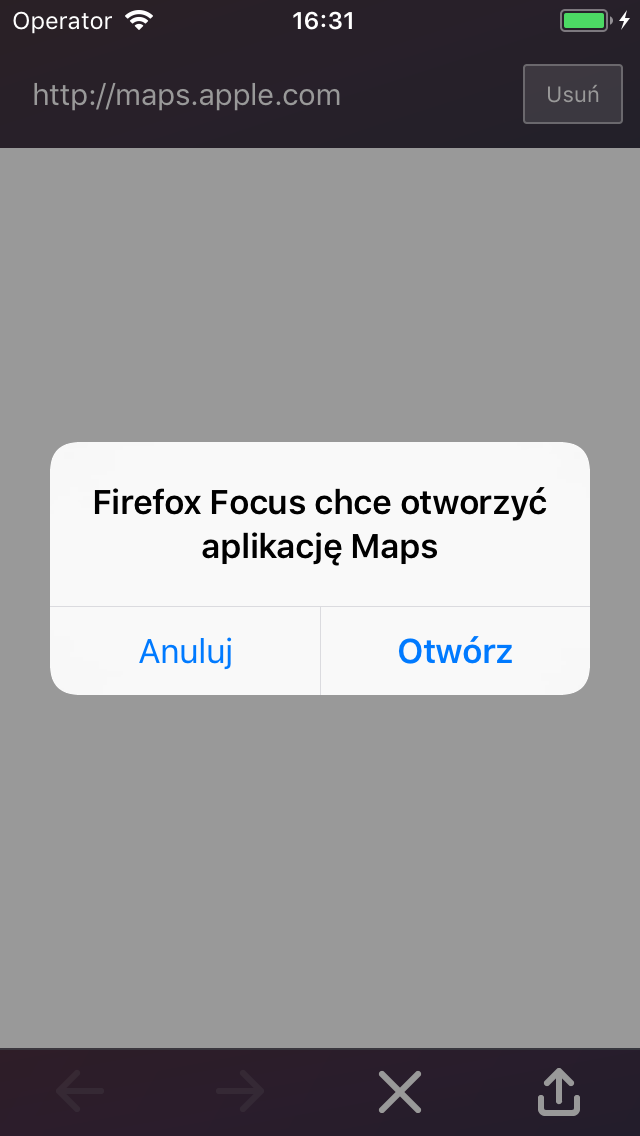 Operator 16:31
http://maps.apple.com Usuń
Firefox Focus chce otworzyć
aplikację Maps
Anuluj Otwórz